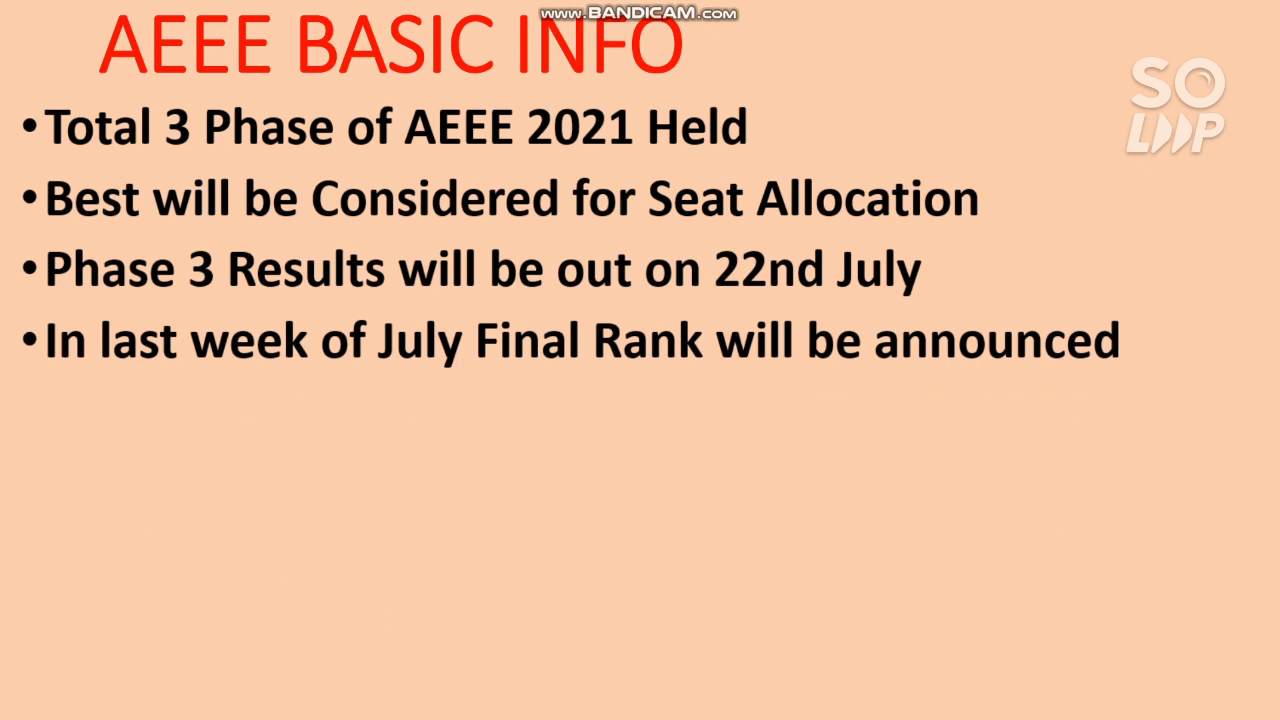 www.BANDICAM.com
AEEE BASIC INFO
SO
LOOP
•Total 3 Phase of AEEE 2021 Held
•Best will be Considered for Seat Allocation
•Phase 3 Results will be out on 22nd July
•In last week of July Final Rank will be announced